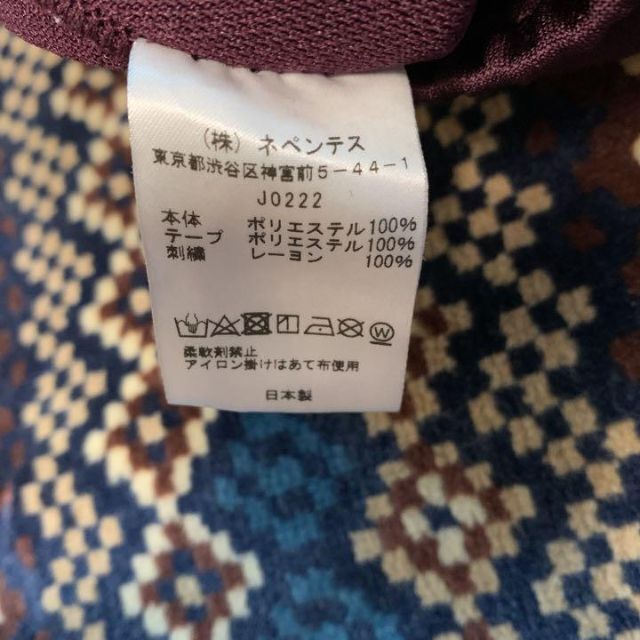 (株) ネペンテス
東京都渋谷区神宮前5-44-1
J0222
本体 ポリエステル100%
テープ ポリエステル100%
刺繍 レーヨン 100%
W
柔軟剤禁止
アイロン掛けはあて布使用
日本製